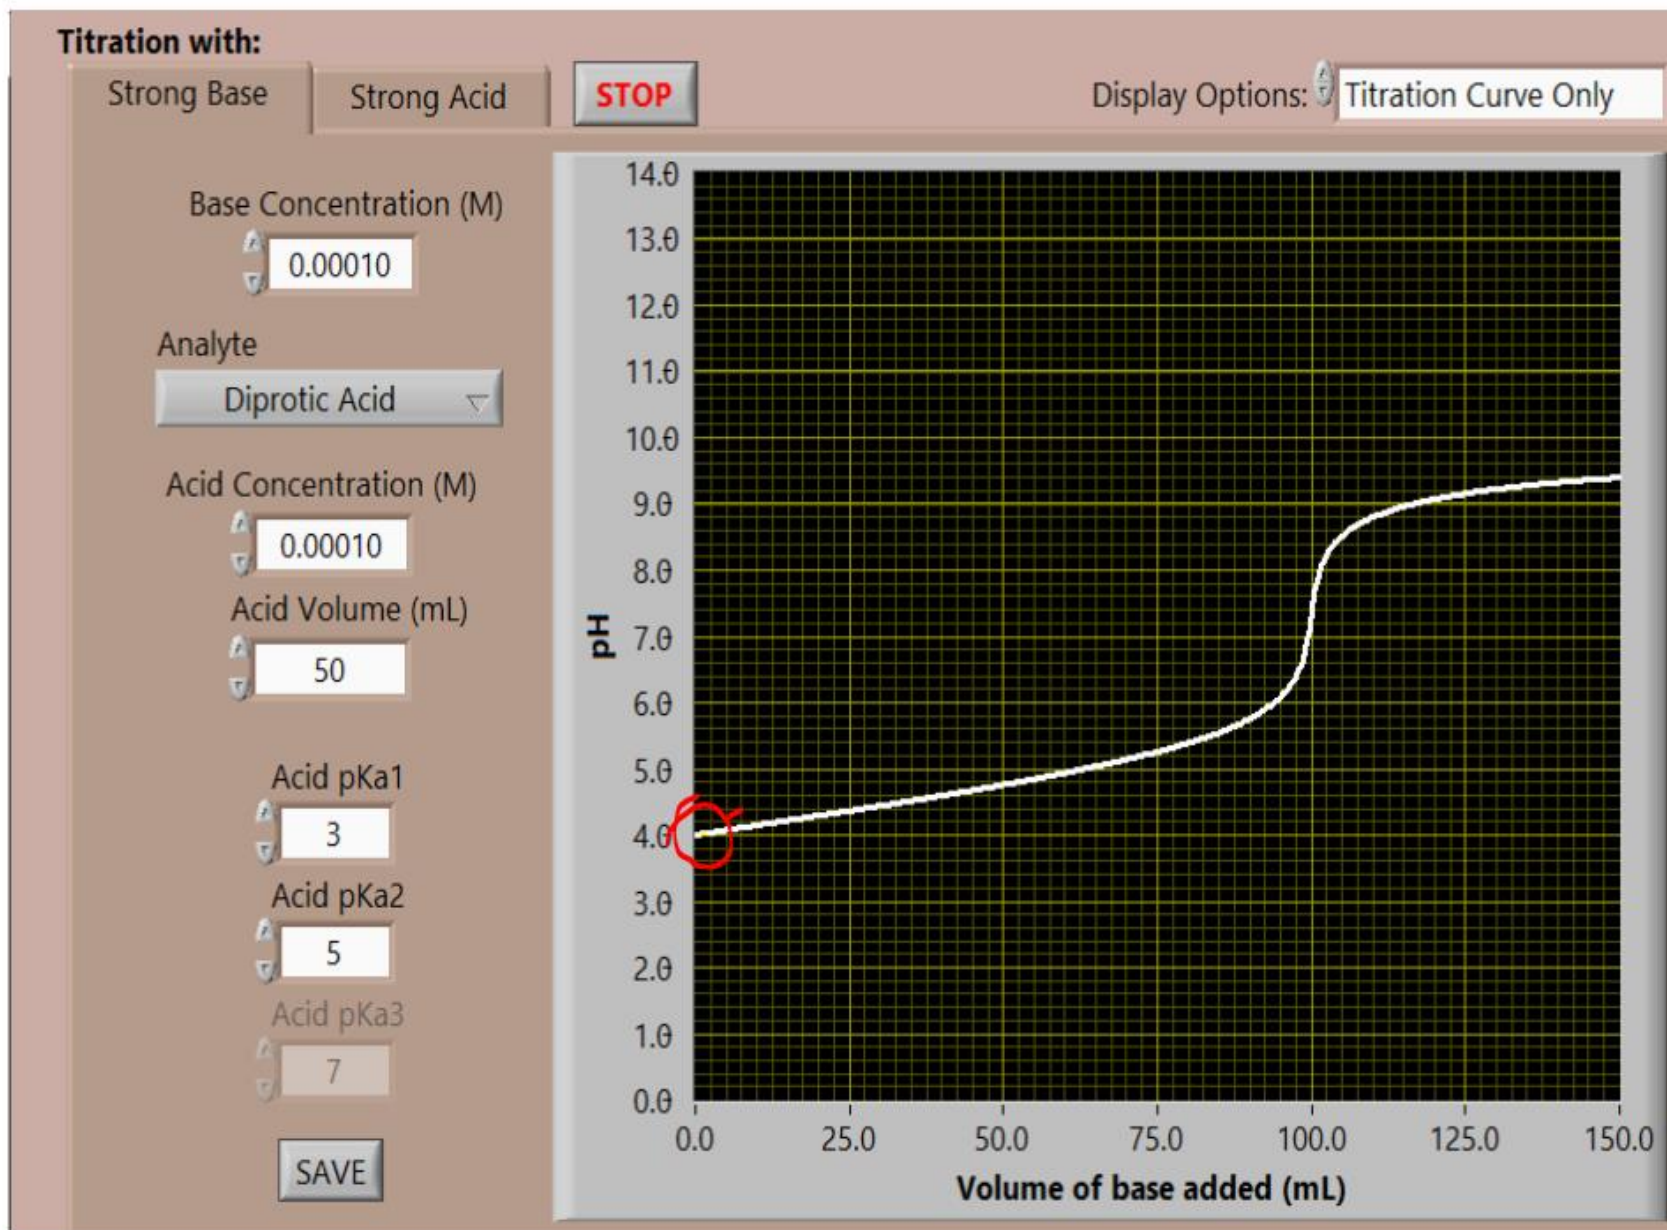 Titration with:
Strong Base
Strong Acid
STOP
Display Options:
Titration Curve Only
Base Concentration (M)
0.00010
Analyte
Diprotic Acid
Acid Concentration (M)
0.00010
Acid Volume (mL)
50
Acid pKa1
3
Acid pKa2
5
Acid pKa3
7
SAVE
pH
14.0
13.0
12.0
11.0
10.0
9.0
8.0
7.0
6.0
5.0
4.0
3.0
2.0
1.0
0.0
0.0 25.0 50.0 75.0 100.0 125.0 150.0
Volume of base added (mL)